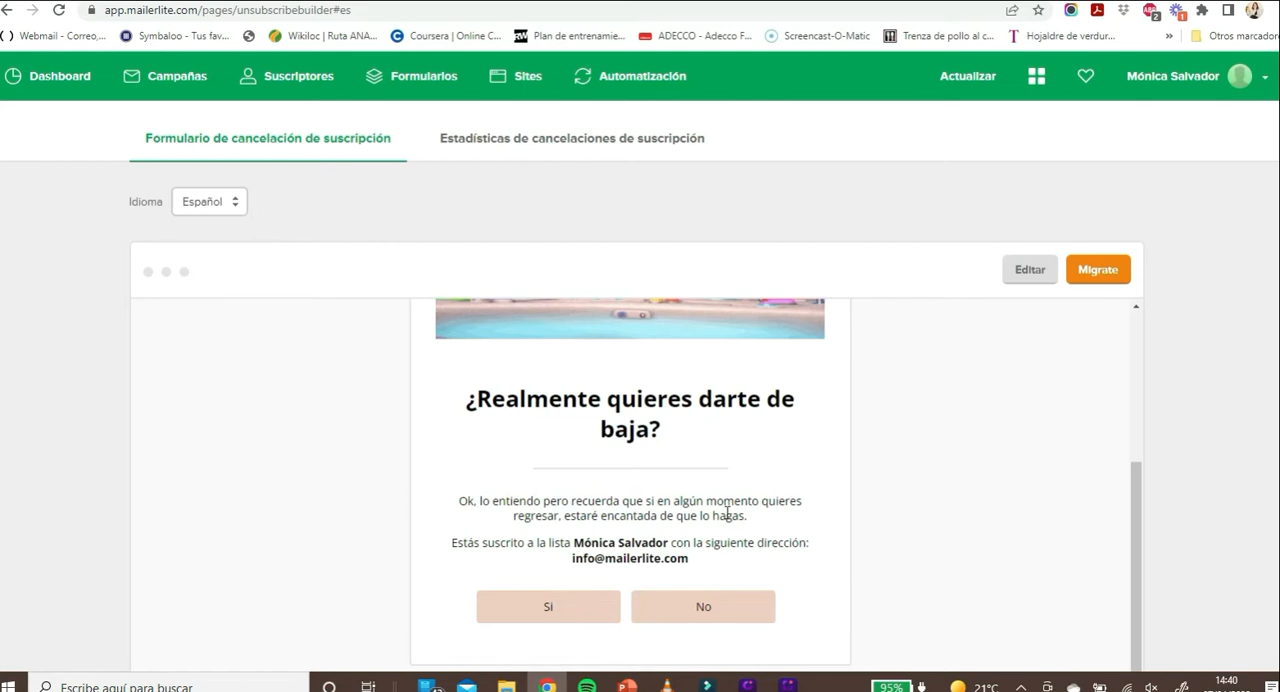 app.mailerlite.com/pages/unsubscribebuilder#es
Webmail - Correo,... Symbaloo - Tus fav... Wikiloc | Ruta ANA... Coursera | Online C... Plan de entrenamie... ADECCO - Adecco F... Screencast-O-Matic Trenza de pollo al c... Hojaldre de verdur... » Otros marcador
Dashboard Campañas Suscriptores Formularios Sites Automatización Actualizar Mónica Salvador
Formulario de cancelación de suscripción Estadísticas de cancelaciones de suscripción
Idioma Español
Editar Migrate
¿Realmente quieres darte de
baja?
Ok, lo entiendo pero recuerda que si en algún momento quieres
regresar, estaré encantada de que lo hagas.
Estás suscrito a la lista Mónica Salvador con la siguiente dirección:
info@mailerlite.com
Si No
Escribe aquí para buscar 95% 21°C 14:40